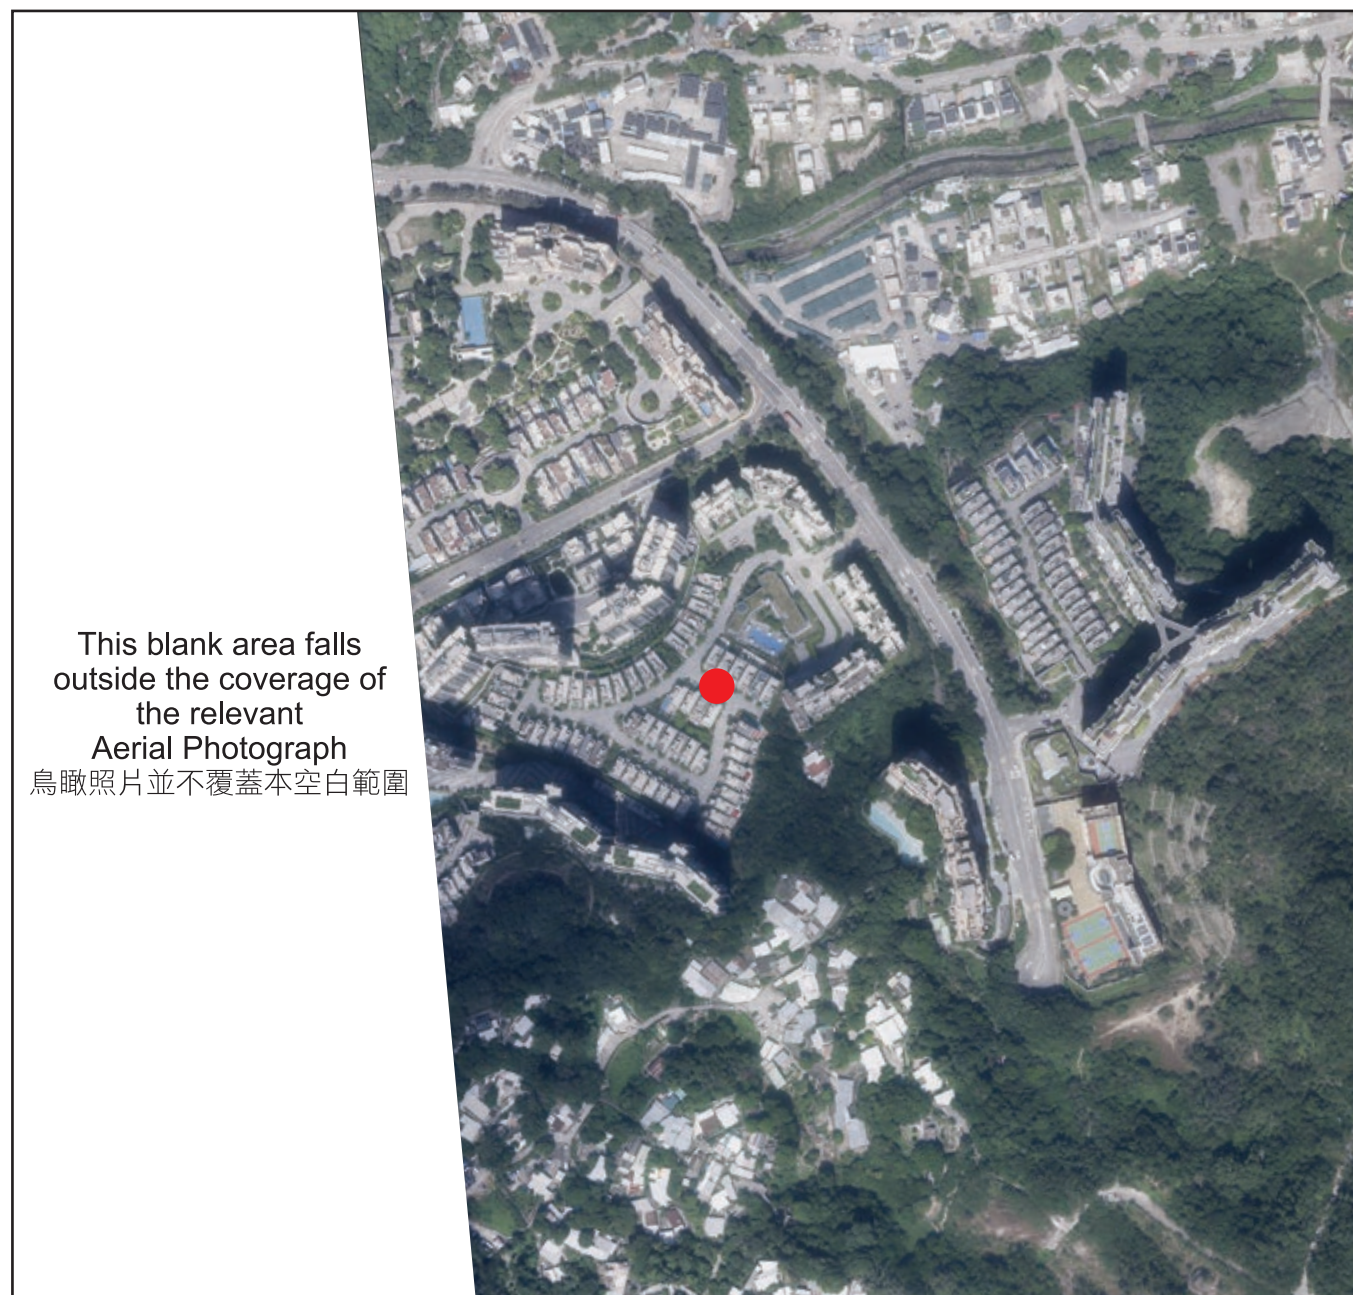 This blank area falls
outside the coverage of
the relevant
Aerial Photograph
鳥瞰照片並不覆蓋本空白範圍